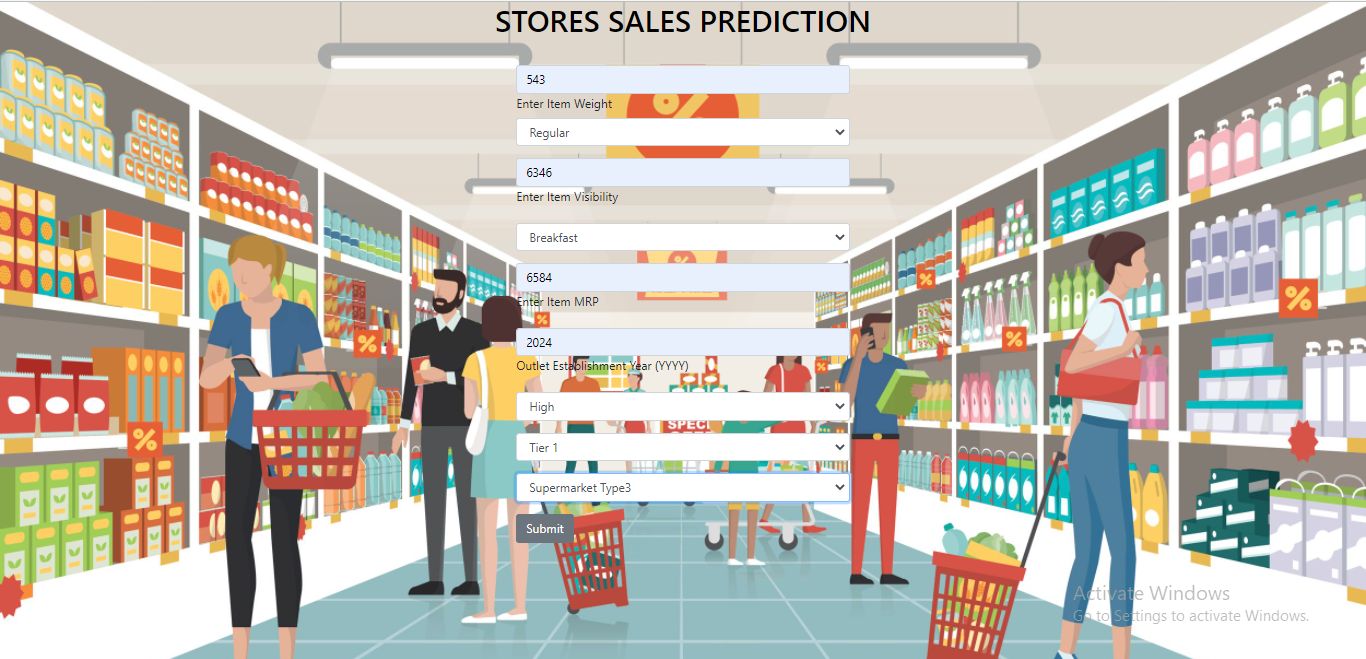 STORES SALES PREDICTION
543
Enter Item Weight
Regular
6346
Enter Item Visibility
Breakfast
6584
Enter Item MRP
%
2024
Outlet Establishment Year (YYYY)
High
Tier 1
Supermarket Type3
Submit
Activate Windows
Go to Settings to activate Windows.